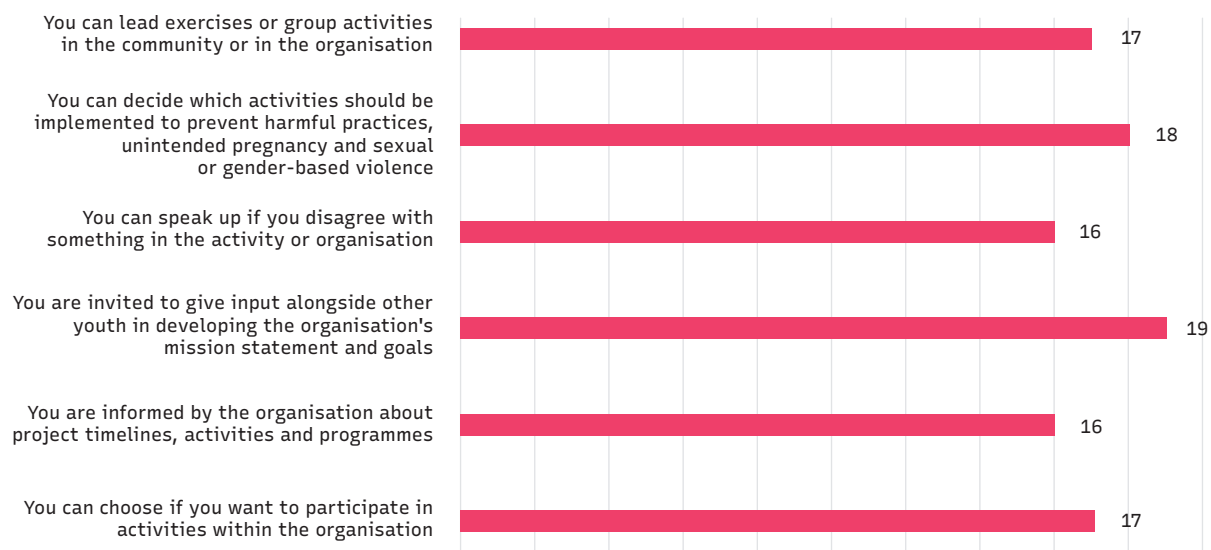 You can lead exercises or group activities
in the community or in the organisation
17
You can decide which activities should be
implemented to prevent harmful practices,
unintended pregnancy and sexual
or gender-based violence
18
You can speak up if you disagree with
something in the activity or organisation
16
You are invited to give input alongside other
youth in developing the organisation's
mission statement and goals
19
You are informed by the organisation about
project timelines, activities and programmes
16
You can choose if you want to participate in
activities within the organisation
17